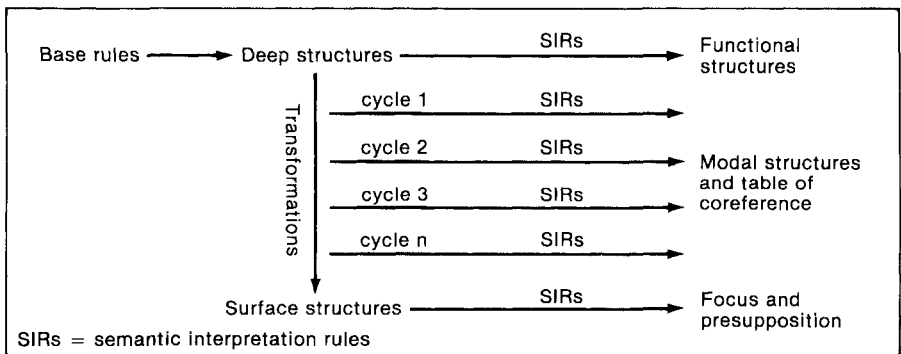 SIRs
Base rules
Deep structures
Functional
structures
cycle 1
SIRs
Transformations
cycle 2
SIRs
Modal structures
and table of
coreference
cycle 3
SIRs
cycle n
SIRs
Surface structures
SIRs
Focus and
presupposition
SIRs = semantic interpretation rules